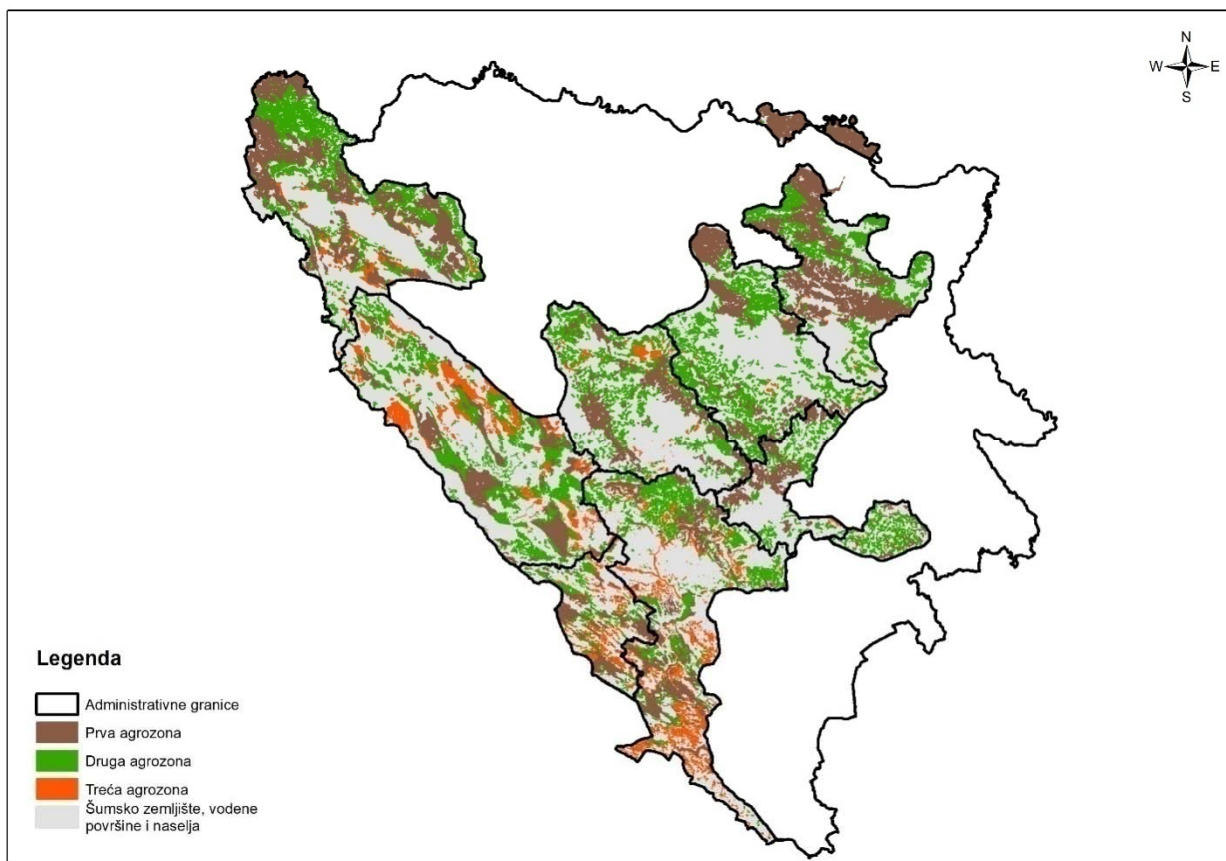 N
W E
S
Legenda
Administrativne granice
Prva agrozona
Druga agrozona
Treća agrozona
Šumsko zemljište, vodene
površine i naselja